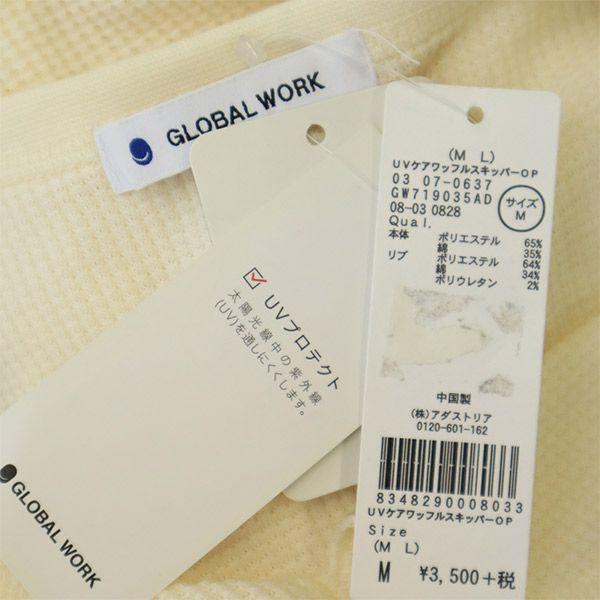 GLOBAL WORK
UVプロテクト
太陽光線中の紫外線
(UV)を通しにくくします。
GLOBAL WORK
(M L)
UVケアワッフルスキッパーOP
03 07-0637
GW719035AD
サイズ
M
08-03 0828
Qual.
本体 ポリエステル 65%
綿 35%
リブ ポリエステル 64%
綿 34%
ポリウレタン 2%
中国製
(株)アダストリア
0120-601-162
8348290008033
UVケアワッフルスキッパーOP
Size
(M L)
M ¥3,500+税